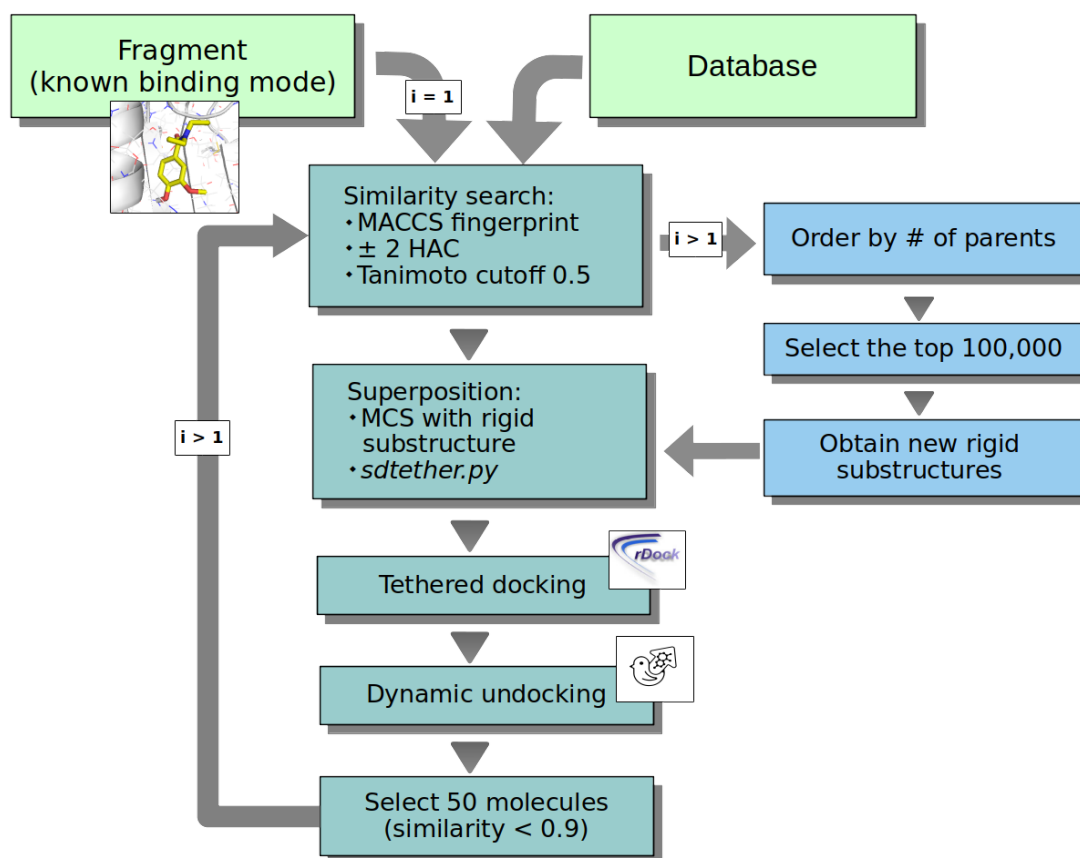 Fragment
(known binding mode)
i = 1
Database
Similarity search:
· MACCS fingerprint
· ± 2 HAC
· Tanimoto cutoff 0.5
i > 1
Order by # of parents
Select the top 100,000
Obtain new rigid
substructures
Superposition:
· MCS with rigid
substructure
· sdtether.py
i > 1
Tethered docking
rDock
Dynamic undocking
Select 50 molecules
(similarity < 0.9)